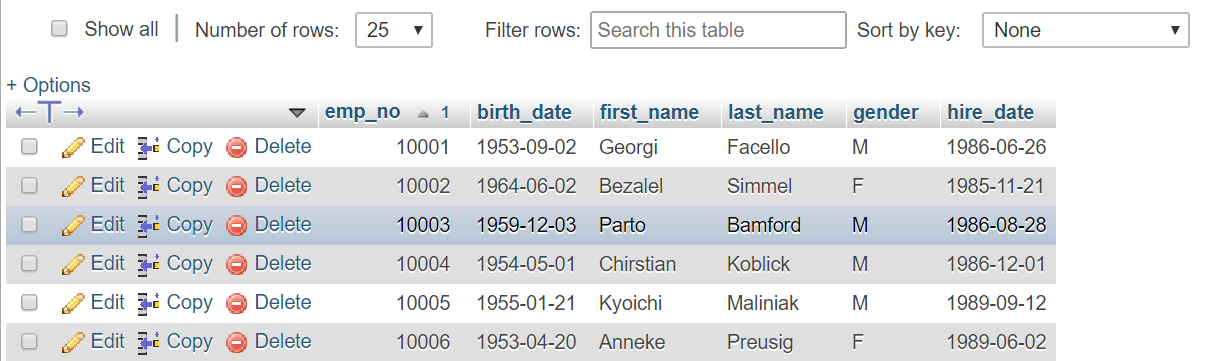 Show all Number of rows: 25 Filter rows: Search this table Sort by key: None
+ Options
←T→ emp_no 1 birth_date first_name last_name gender hire_date
Edit Copy Delete 10001 1953-09-02 Georgi Facello M 1986-06-26
Edit Copy Delete 10002 1964-06-02 Bezalel Simmel F 1985-11-21
Edit Copy Delete 10003 1959-12-03 Parto Bamford M 1986-08-28
Edit Copy Delete 10004 1954-05-01 Chirstian Koblick M 1986-12-01
Edit Copy Delete 10005 1955-01-21 Kyoichi Maliniak M 1989-09-12
Edit Copy Delete 10006 1953-04-20 Anneke Preusig F 1989-06-02